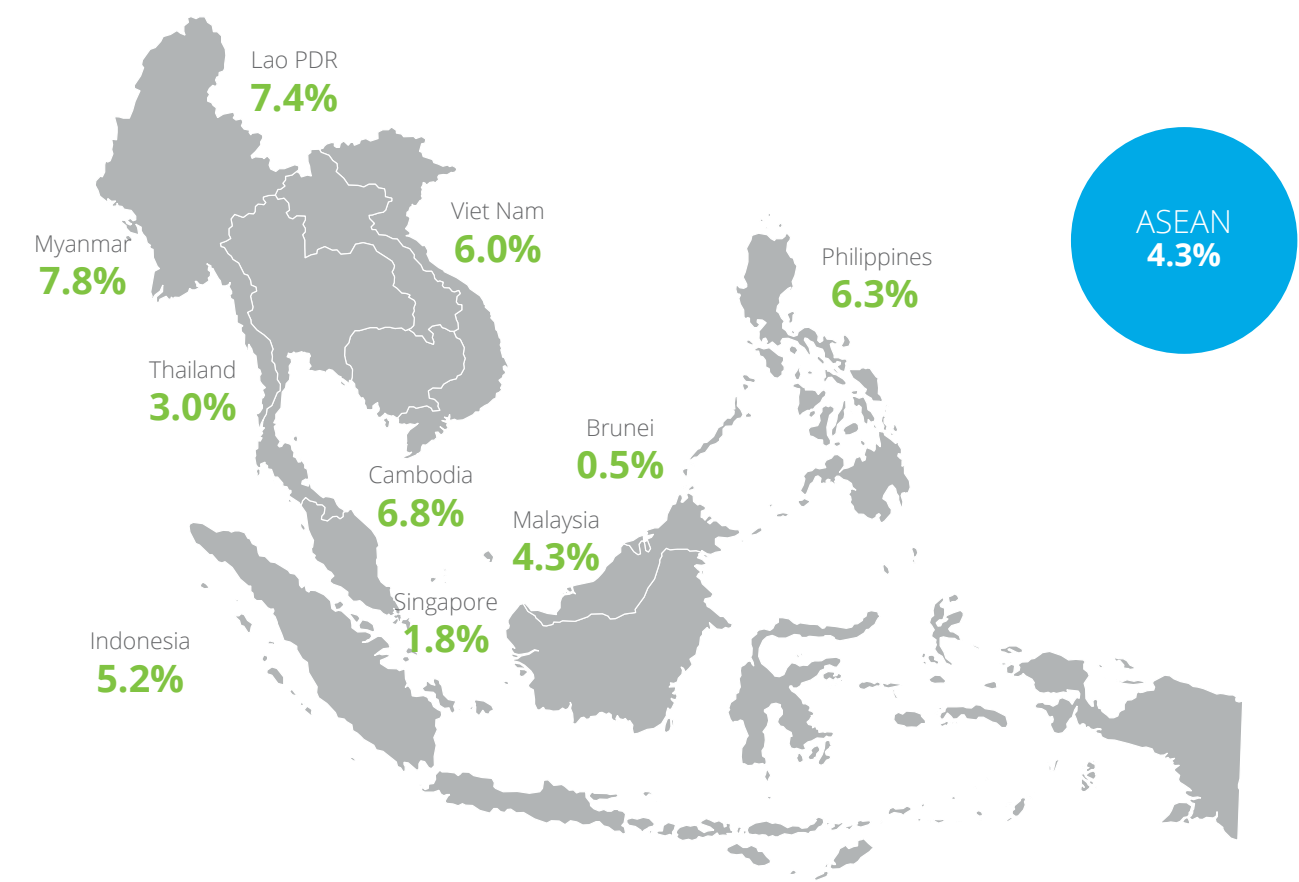 Lao PDR
7.4%
Viet Nam
6.0%
Myanmar
7.8%
Philippines
6.3%
ASEAN
4.3%
Thailand
3.0%
Brunei
0.5%
Cambodia
6.8%
Malaysia
4.3%
Singapore
1.8%
Indonesia
5.2%